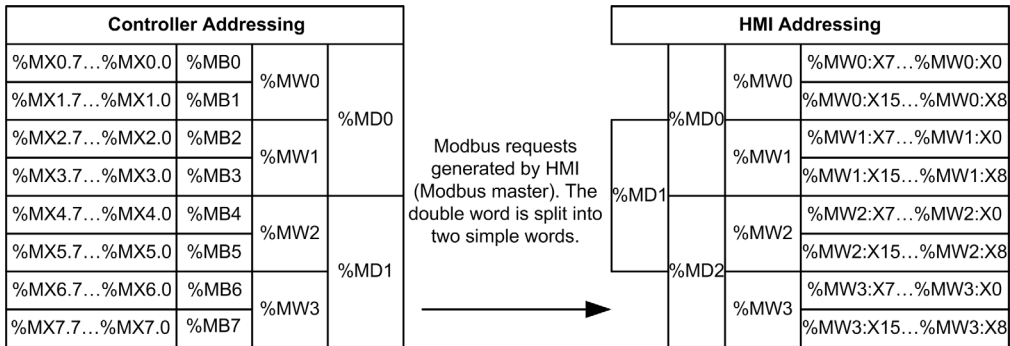 Controller Addressing
HMI Addressing
%MX0.7…%MX0.0 %MB0 %MW0 %MD0
%MX1.7…%MX1.0 %MB1
%MX2.7…%MX2.0 %MB2 %MW1
%MX3.7…%MX3.0 %MB3
%MX4.7…%MX4.0 %MB4 %MW2 %MD1
%MX5.7…%MX5.0 %MB5
%MX6.7…%MX6.0 %MB6 %MW3
%MX7.7…%MX7.0 %MB7
Modbus requests
generated by HMI
(Modbus master). The
double word is split into
two simple words.
%MD0 %MW0 %MW0:X7…%MW0:X0
%MW0:X15…%MW0:X8
%MD1 %MW1 %MW1:X7…%MW1:X0
%MW1:X15…%MW1:X8
%MD2 %MW2 %MW2:X7…%MW2:X0
%MW2:X15…%MW2:X8
%MW3 %MW3:X7…%MW3:X0
%MW3:X15…%MW3:X8